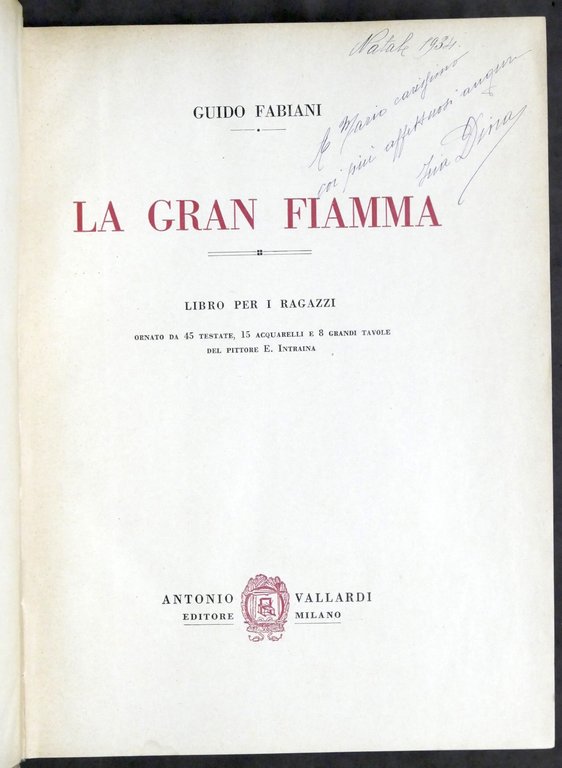 Natale 1934.
A Mario carissimo
coi più affettuosi auguri
tua Dina
GUIDO FABIANI
LA GRAN FIAMMA
LIBRO PER I RAGAZZI
ORNATO DA 45 TESTATE, 15 ACQUARELLI E 8 GRANDI TAVOLE
DEL PITTORE E. INTRAINA
ANTONIO VALLARDI
EDITORE MILANO